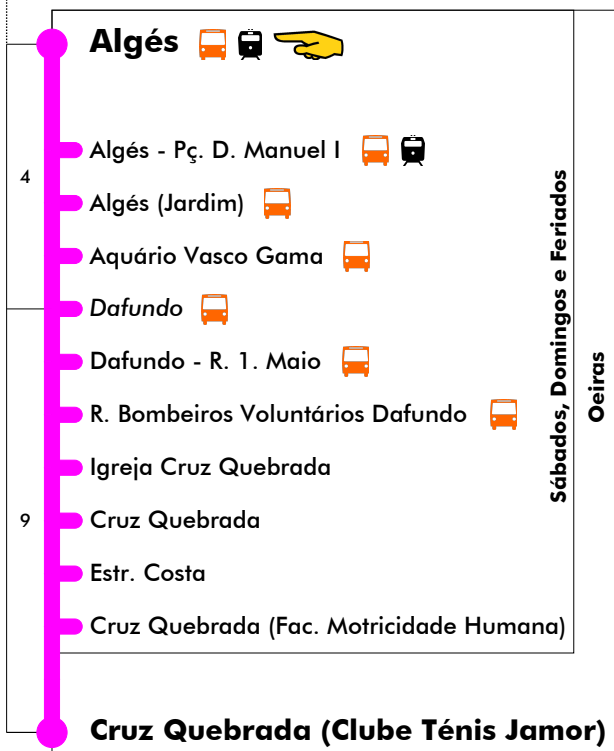 Algés
Algés - Pç. D. Manuel I
4
Algés (Jardim)
Aquário Vasco Gama
Dafundo
Dafundo - R. 1. Maio
R. Bombeiros Voluntários Dafundo
Igreja Cruz Quebrada
9
Cruz Quebrada
Estr. Costa
Cruz Quebrada (Fac. Motricidade Humana)
Cruz Quebrada (Clube Ténis Jamor)
Sábados, Domingos e Feriados
Oeiras